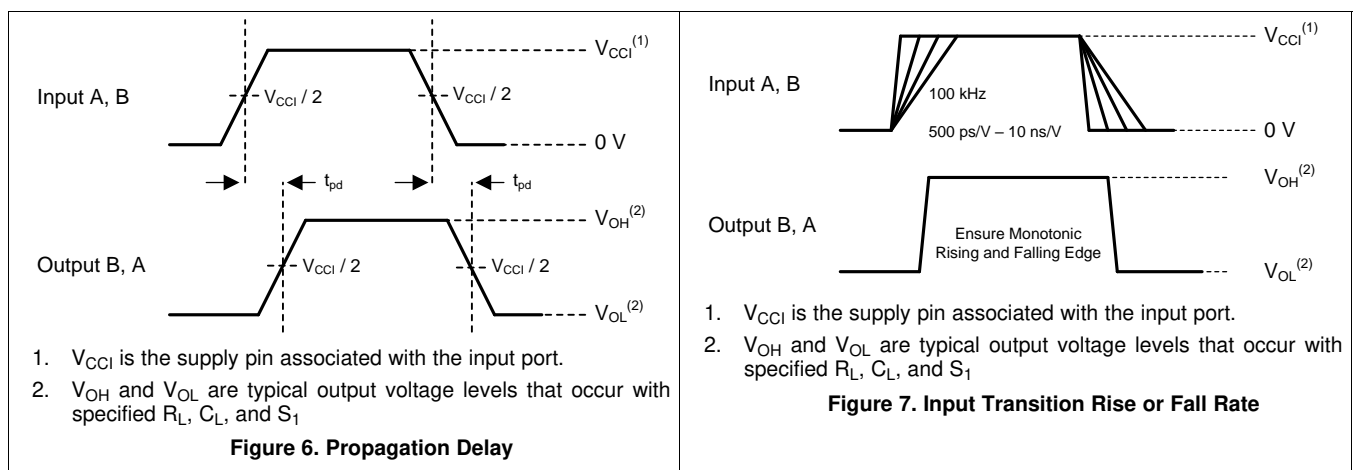 V_CCI(1)
Input A, B
V_CCI / 2
V_CCI / 2
0 V
t_pd
t_pd
V_OH(2)
Output B, A
V_CCI / 2
V_CCI / 2
V_OL(2)
1. V_CCI is the supply pin associated with the input port.
2. V_OH and V_OL are typical output voltage levels that occur with
specified R_L, C_L, and S_1
Figure 6. Propagation Delay
V_CCI(1)
Input A, B
100 kHz
500 ps/V – 10 ns/V
0 V
V_OH(2)
Output B, A
Ensure Monotonic
Rising and Falling Edge
V_OL(2)
1. V_CCI is the supply pin associated with the input port.
2. V_OH and V_OL are typical output voltage levels that occur with
specified R_L, C_L, and S_1
Figure 7. Input Transition Rise or Fall Rate